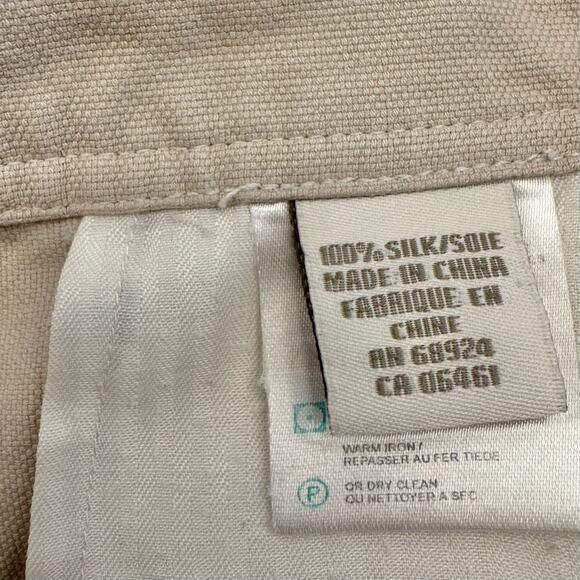 100% SILK/SOIE
MADE IN CHINA
FABRIQUE EN
CHINE
RN 68924
CA 06461
WARM IRON/
REPASSER AU FER TIEDE
P
OR DRY CLEAN
OU NETTOYER A SEC